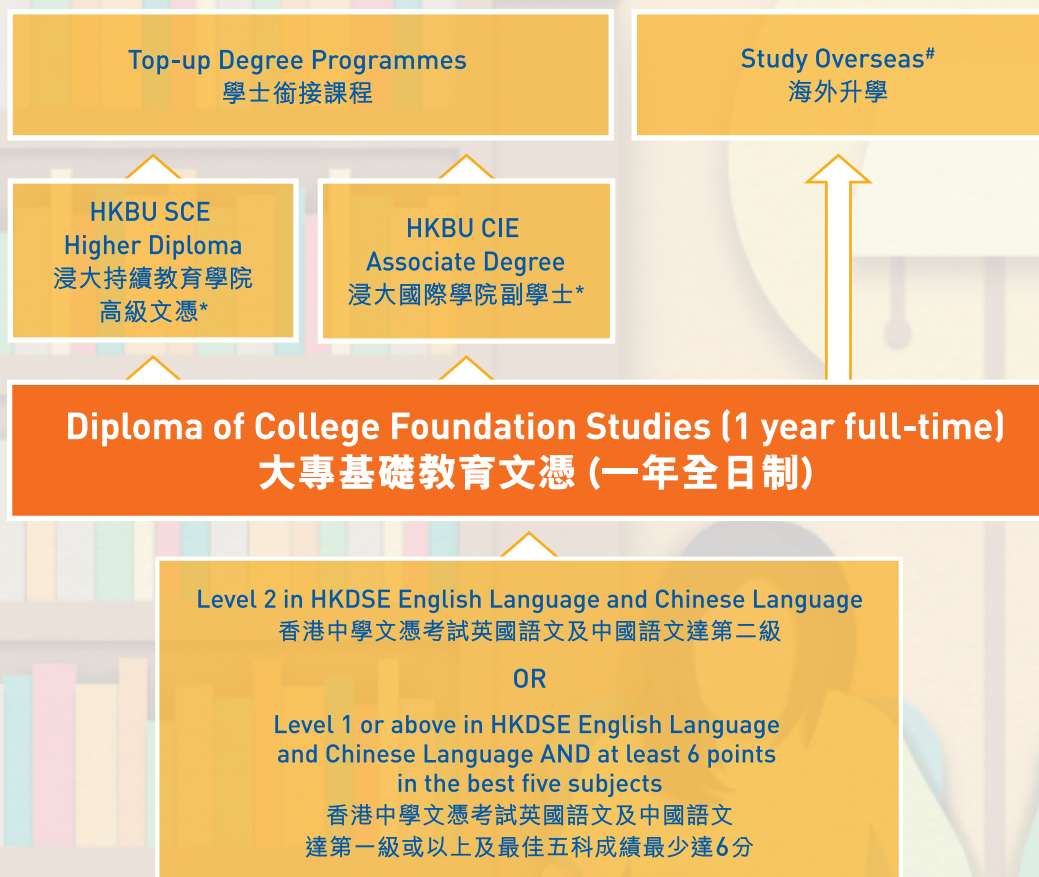 Top-up Degree Programmes
學士銜接課程
Study Overseas#
海外升學
HKBU SCE
Higher Diploma
浸大持續教育學院
高級文憑*
HKBU CIE
Associate Degree
浸大國際學院副學士*
Diploma of College Foundation Studies (1 year full-time)
大專基礎教育文憑 (一年全日制)
Level 2 in HKDSE English Language and Chinese Language
香港中學文憑考試英國語文及中國語文達第二級
OR
Level 1 or above in HKDSE English Language
and Chinese Language AND at least 6 points
in the best five subjects
香港中學文憑考試英國語文及中國語文
達第一級或以上及最佳五科成績最少達6分